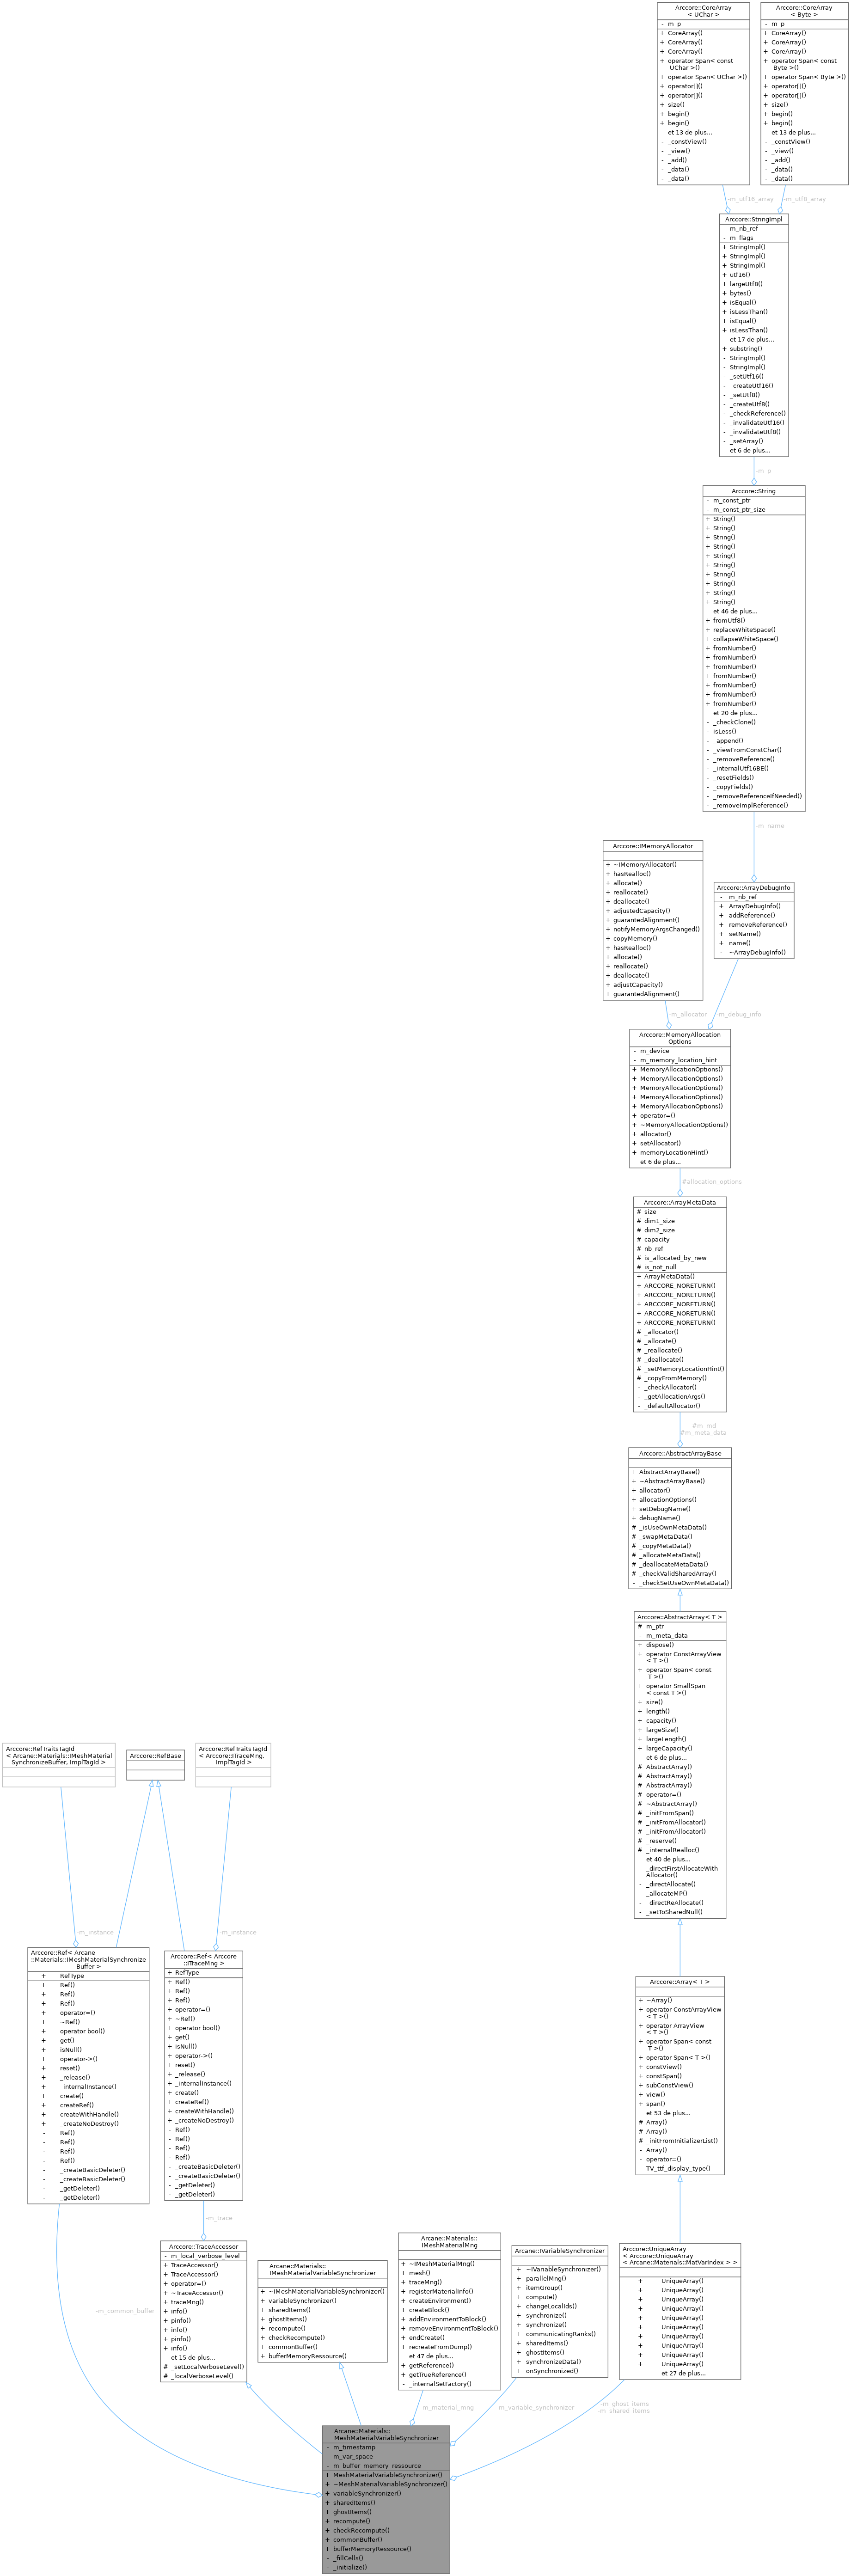 Arccore::CoreArray
< UChar >
- m_p
+ CoreArray()
+ CoreArray()
+ CoreArray()
+ operator Span< const
UChar >()
+ operator Span< UChar >()
+ operator[]()
+ operator[]()
+ size()
+ begin()
+ begin()
et 13 de plus...
- _constView()
- _view()
- _add()
- _data()
- _data()
Arccore::CoreArray
< Byte >
- m_p
+ CoreArray()
+ CoreArray()
+ CoreArray()
+ operator Span< const
Byte >()
+ operator Span< Byte >()
+ operator[]()
+ operator[]()
+ size()
+ begin()
+ begin()
et 13 de plus...
- _constView()
- _view()
- _add()
- _data()
- _data()
-m_utf16_array
-m_utf8_array
Arccore::StringImpl
- m_nb_ref
- m_flags
+ StringImpl()
+ StringImpl()
+ StringImpl()
+ utf16()
+ largeUtf8()
+ bytes()
+ isEqual()
+ isLessThan()
+ isEqual()
+ isLessThan()
et 17 de plus...
+ substring()
- StringImpl()
- StringImpl()
- _setUtf16()
- _createUtf16()
- _setUtf8()
- _createUtf8()
- _checkReference()
- _invalidateUtf16()
- _invalidateUtf8()
- _setArray()
et 6 de plus...
-m_p
Arccore::String
- m_const_ptr
- m_const_ptr_size
+ String()
+ String()
+ String()
+ String()
+ String()
+ String()
+ String()
+ String()
+ String()
+ String()
et 46 de plus...
+ fromUtf8()
+ replaceWhiteSpace()
+ collapseWhiteSpace()
+ fromNumber()
+ fromNumber()
+ fromNumber()
+ fromNumber()
+ fromNumber()
+ fromNumber()
+ fromNumber()
et 20 de plus...
- _checkClone()
- isLess()
- _append()
- _viewFromConstChar()
- _removeReference()
- _internalUtf16BE()
- _resetFields()
- _copyFields()
- _removeReferenceIfNeeded()
- _removeImplReference()
-m_name
Arccore::IMemoryAllocator
+ ~IMemoryAllocator()
+ hasRealloc()
+ allocate()
+ reallocate()
+ deallocate()
+ adjustedCapacity()
+ guarantedAlignment()
+ notifyMemoryArgsChanged()
+ copyMemory()
+ hasRealloc()
+ allocate()
+ reallocate()
+ deallocate()
+ adjustCapacity()
+ guarantedAlignment()
Arccore::ArrayDebugInfo
- m_nb_ref
+ ArrayDebugInfo()
+ addReference()
+ removeReference()
+ setName()
+ name()
- ~ArrayDebugInfo()
-m_allocator
-m_debug_info
Arccore::MemoryAllocation
Options
- m_device
- m_memory_location_hint
+ MemoryAllocationOptions()
+ MemoryAllocationOptions()
+ MemoryAllocationOptions()
+ MemoryAllocationOptions()
+ MemoryAllocationOptions()
+ operator=()
+ ~MemoryAllocationOptions()
+ allocator()
+ setAllocator()
+ memoryLocationHint()
et 6 de plus...
#allocation_options
Arccore::ArrayMetaData
# size
# dim1_size
# dim2_size
# capacity
# nb_ref
# is_allocated_by_new
# is_not_null
+ ArrayMetaData()
+ ARCCORE_NORETURN()
+ ARCCORE_NORETURN()
+ ARCCORE_NORETURN()
+ ARCCORE_NORETURN()
+ ARCCORE_NORETURN()
# _allocator()
# _allocate()
# _reallocate()
# _deallocate()
# _setMemoryLocationHint()
# _copyFromMemory()
- _checkAllocator()
- _getAllocationArgs()
- _defaultAllocator()
#m_md
#m_meta_data
Arccore::AbstractArrayBase
+ AbstractArrayBase()
+ ~AbstractArrayBase()
+ allocator()
+ allocationOptions()
+ setDebugName()
+ debugName()
# _isUseOwnMetaData()
# _swapMetaData()
# _copyMetaData()
# _allocateMetaData()
# _deallocateMetaData()
# _checkValidSharedArray()
- _checkSetUseOwnMetaData()
Arccore::AbstractArray< T >
# m_ptr
- m_meta_data
+ dispose()
+ operator ConstArrayView
< T >()
+ operator Span< const
T >()
+ operator SmallSpan
< const T >()
+ size()
+ length()
+ capacity()
+ largeSize()
+ largeLength()
+ largeCapacity()
et 6 de plus...
# AbstractArray()
# AbstractArray()
# AbstractArray()
# operator=()
# ~AbstractArray()
# _initFromSpan()
# _initFromAllocator()
# _initFromAllocator()
# _reserve()
# _internalRealloc()
et 40 de plus...
- _directFirstAllocateWith
Allocator()
- _directAllocate()
- _allocateMP()
- _directReAllocate()
- _setToSharedNull()
Arccore::RefTraitsTagId
< Arcane::Materials::IMeshMaterial
SynchronizeBuffer, ImplTagId >
Arccore::RefBase
Arccore::RefTraitsTagId
< Arccore::ITraceMng,
ImplTagId >
-m_instance
-m_instance
Arccore::Ref< Arcane
::Materials::IMeshMaterialSynchronize
Buffer >
+ RefType
+ Ref()
+ Ref()
+ Ref()
+ operator=()
+ ~Ref()
+ operator bool()
+ get()
+ isNull()
+ operator->()
+ reset()
+ _release()
+ _internalInstance()
+ create()
+ createRef()
+ createWithHandle()
+ _createNoDestroy()
- Ref()
- Ref()
- Ref()
- Ref()
- _createBasicDeleter()
- _createBasicDeleter()
- _getDeleter()
- _getDeleter()
Arccore::Ref< Arccore
::ITraceMng >
+ RefType
+ Ref()
+ Ref()
+ Ref()
+ operator=()
+ ~Ref()
+ operator bool()
+ get()
+ isNull()
+ operator->()
+ reset()
+ _release()
+ _internalInstance()
+ create()
+ createRef()
+ createWithHandle()
+ _createNoDestroy()
- Ref()
- Ref()
- Ref()
- Ref()
- _createBasicDeleter()
- _createBasicDeleter()
- _getDeleter()
- _getDeleter()
Arccore::Array< T >
+ ~Array()
+ operator ConstArrayView
< T >()
+ operator ArrayView
< T >()
+ operator Span< const
T >()
+ operator Span< T >()
+ constView()
+ constSpan()
+ subConstView()
+ view()
+ span()
et 53 de plus...
# Array()
# Array()
# _initFromInitializerList()
- Array()
- operator=()
- TV_ttf_display_type()
-m_trace
Arccore::TraceAccessor
- m_local_verbose_level
+ TraceAccessor()
+ TraceAccessor()
+ operator=()
+ ~TraceAccessor()
+ traceMng()
+ info()
+ pinfo()
+ info()
+ pinfo()
+ info()
et 15 de plus...
# _setLocalVerboseLevel()
# _localVerboseLevel()
Arcane::Materials::
IMeshMaterialVariableSynchronizer
+ ~IMeshMaterialVariableSynchronizer()
+ variableSynchronizer()
+ sharedItems()
+ ghostItems()
+ recompute()
+ checkRecompute()
+ commonBuffer()
+ bufferMemoryRessource()
Arcane::Materials::
IMeshMaterialMng
+ ~IMeshMaterialMng()
+ mesh()
+ traceMng()
+ registerMaterialInfo()
+ createEnvironment()
+ createBlock()
+ addEnvironmentToBlock()
+ removeEnvironmentToBlock()
+ endCreate()
+ recreateFromDump()
et 47 de plus...
+ getReference()
+ getTrueReference()
- _internalSetFactory()
Arcane::IVariableSynchronizer
+ ~IVariableSynchronizer()
+ parallelMng()
+ itemGroup()
+ compute()
+ changeLocalIds()
+ synchronize()
+ synchronize()
+ communicatingRanks()
+ sharedItems()
+ ghostItems()
+ synchronizeData()
+ onSynchronized()
Arccore::UniqueArray
< Arccore::UniqueArray
< Arcane::Materials::MatVarIndex > >
+ UniqueArray()
+ UniqueArray()
+ UniqueArray()
+ UniqueArray()
+ UniqueArray()
+ UniqueArray()
+ UniqueArray()
+ UniqueArray()
+ UniqueArray()
+ UniqueArray()
et 27 de plus...
-m_common_buffer
-m_material_mng
-m_variable_synchronizer
-m_ghost_items
-m_shared_items
Arcane::Materials::
MeshMaterialVariableSynchronizer
- m_timestamp
- m_var_space
- m_buffer_memory_ressource
+ MeshMaterialVariableSynchronizer()
+ ~MeshMaterialVariableSynchronizer()
+ variableSynchronizer()
+ sharedItems()
+ ghostItems()
+ recompute()
+ checkRecompute()
+ commonBuffer()
+ bufferMemoryRessource()
- _fillCells()
- _initialize()